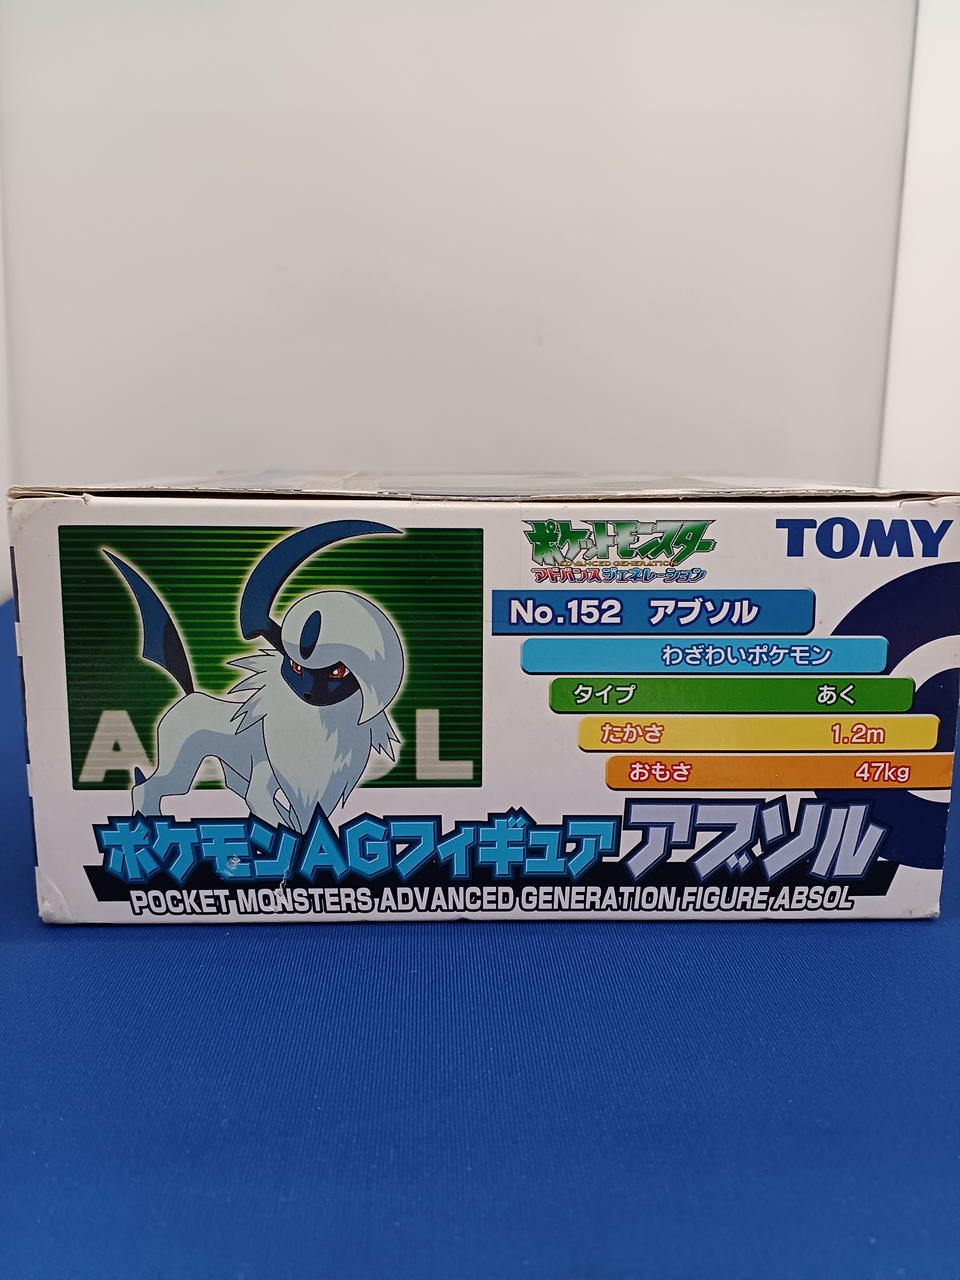 ABSOL
ポケットモンスター
ADVANCED GENERATION
アドバンスジェネレーション
TOMY
No.152 アブソル
わざわいポケモン
タイプ あく
たかさ 1.2m
おもさ 47kg
ポケモンAGフィギュア アブソル
POCKET MONSTERS ADVANCED GENERATION FIGURE ABSOL